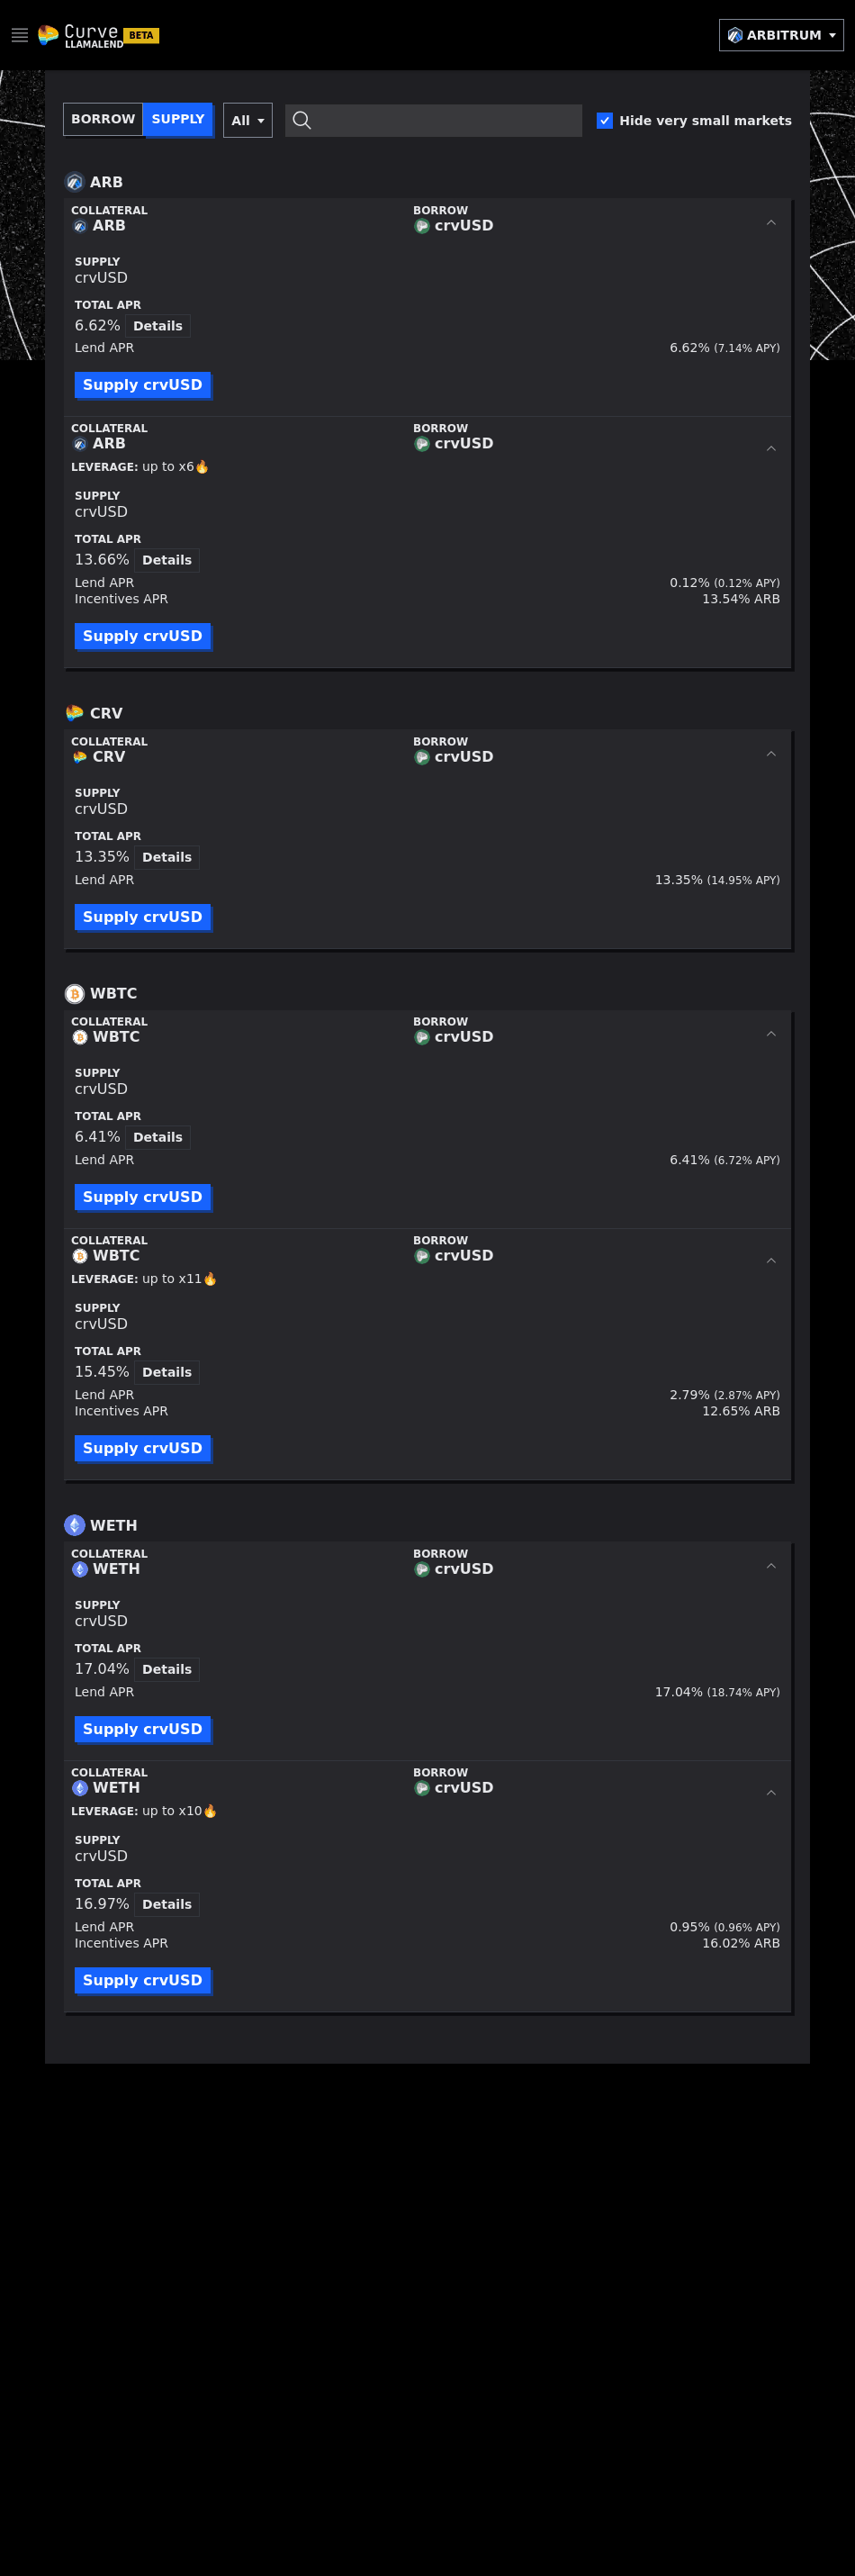 Curve
LLAMALEND BETA
ARBITRUM
BORROW SUPPLY All Hide very small markets
ARB
COLLATERAL BORROW
ARB crvUSD
SUPPLY
crvUSD
TOTAL APR
6.62% Details
Lend APR 6.62% (7.14% APY)
Supply crvUSD
COLLATERAL BORROW
ARB crvUSD
LEVERAGE: up to x6🔥
SUPPLY
crvUSD
TOTAL APR
13.66% Details
Lend APR 0.12% (0.12% APY)
Incentives APR 13.54% ARB
Supply crvUSD
CRV
COLLATERAL BORROW
CRV crvUSD
SUPPLY
crvUSD
TOTAL APR
13.35% Details
Lend APR 13.35% (14.95% APY)
Supply crvUSD
WBTC
COLLATERAL BORROW
WBTC crvUSD
SUPPLY
crvUSD
TOTAL APR
6.41% Details
Lend APR 6.41% (6.72% APY)
Supply crvUSD
COLLATERAL BORROW
WBTC crvUSD
LEVERAGE: up to x11🔥
SUPPLY
crvUSD
TOTAL APR
15.45% Details
Lend APR 2.79% (2.87% APY)
Incentives APR 12.65% ARB
Supply crvUSD
WETH
COLLATERAL BORROW
WETH crvUSD
SUPPLY
crvUSD
TOTAL APR
17.04% Details
Lend APR 17.04% (18.74% APY)
Supply crvUSD
COLLATERAL BORROW
WETH crvUSD
LEVERAGE: up to x10🔥
SUPPLY
crvUSD
TOTAL APR
16.97% Details
Lend APR 0.95% (0.96% APY)
Incentives APR 16.02% ARB
Supply crvUSD